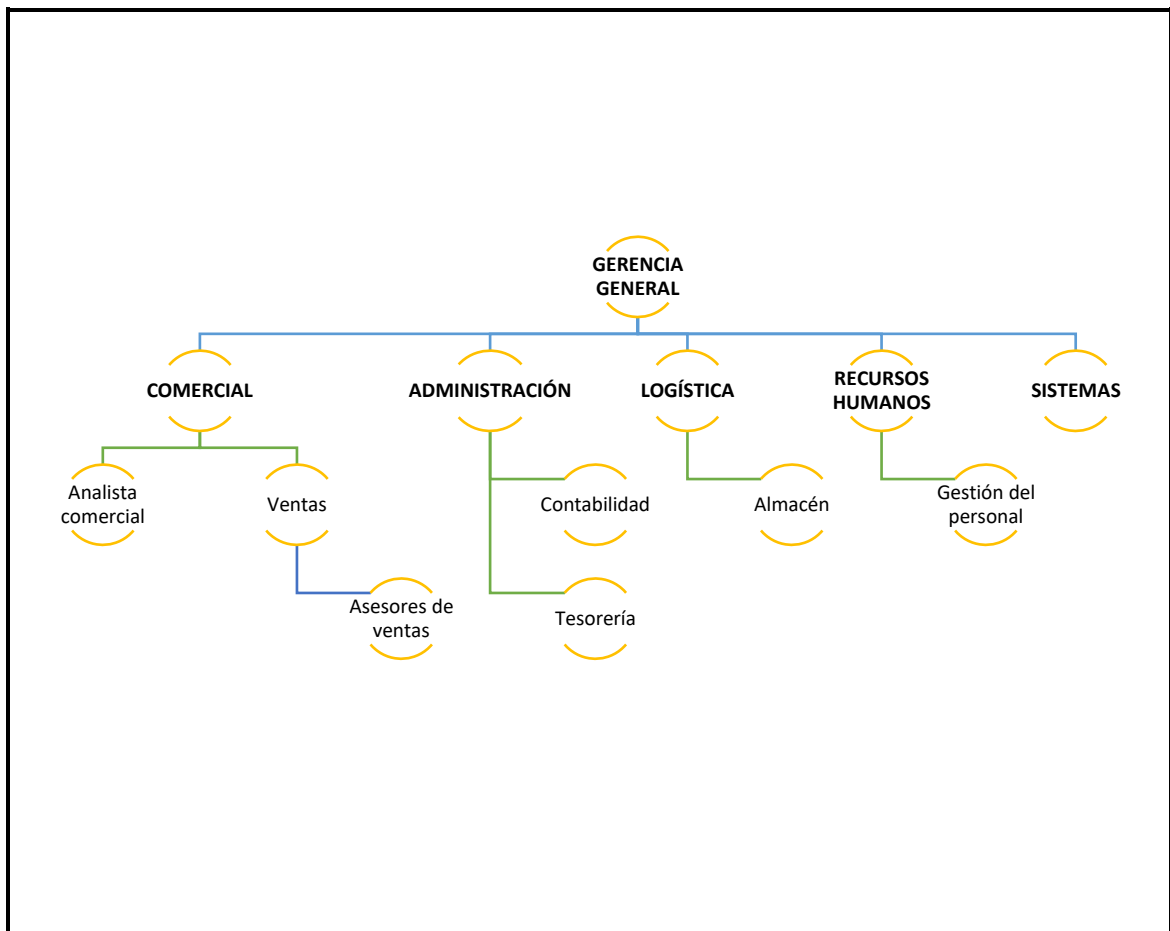 GERENCIA
GENERAL
COMERCIAL
ADMINISTRACIÓN
LOGÍSTICA
RECURSOS
HUMANOS
SISTEMAS
Analista
comercial
Ventas
Contabilidad
Almacén
Gestión del
personal
Asesores de
ventas
Tesorería